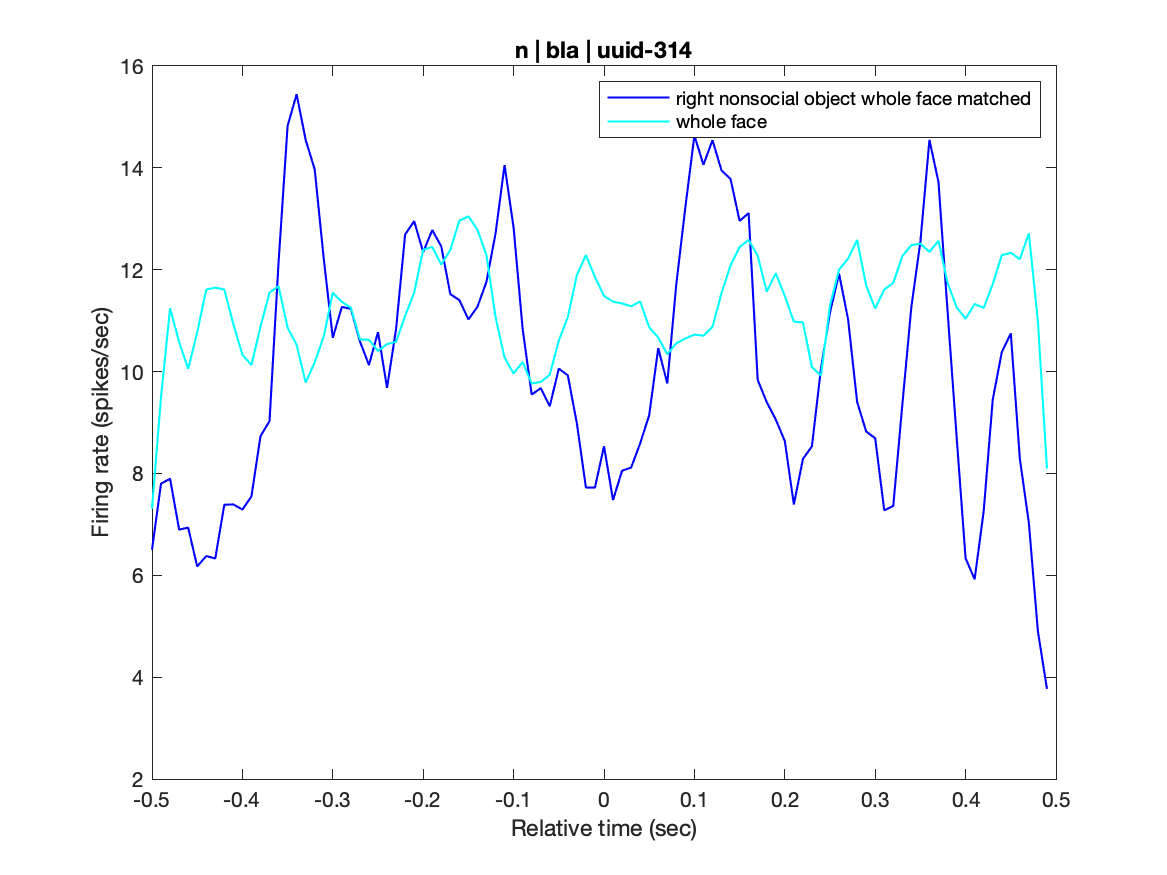 n | bla | uuid-314
right nonsocial object whole face matched
whole face
16
14
12
10
8
6
4
2
Firing rate (spikes/sec)
-0.5 -0.4 -0.3 -0.2 -0.1 0 0.1 0.2 0.3 0.4 0.5
Relative time (sec)